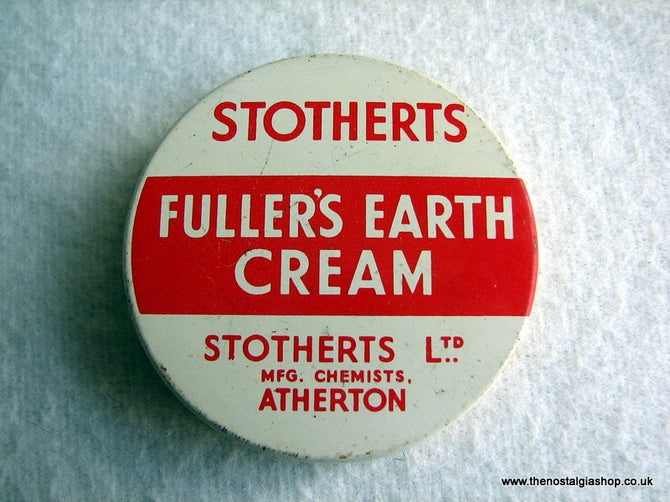 STOTHERTS
FULLER'S EARTH
CREAM
STOTHERTS LTD.
MFG. CHEMISTS,
ATHERTON
www.thenostalgiashop.co.uk